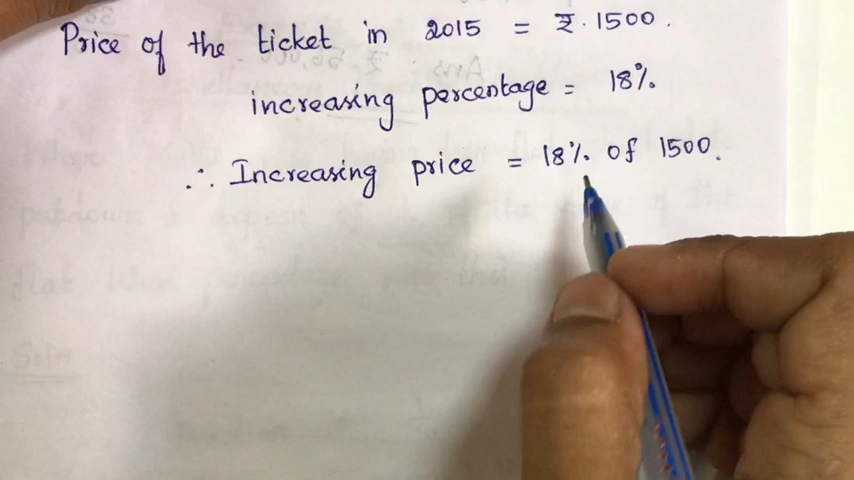 Price of the ticket in 2015 = ₹. 1500.
increasing percentage = 18%
∴ Increasing price = 18% of 1500.